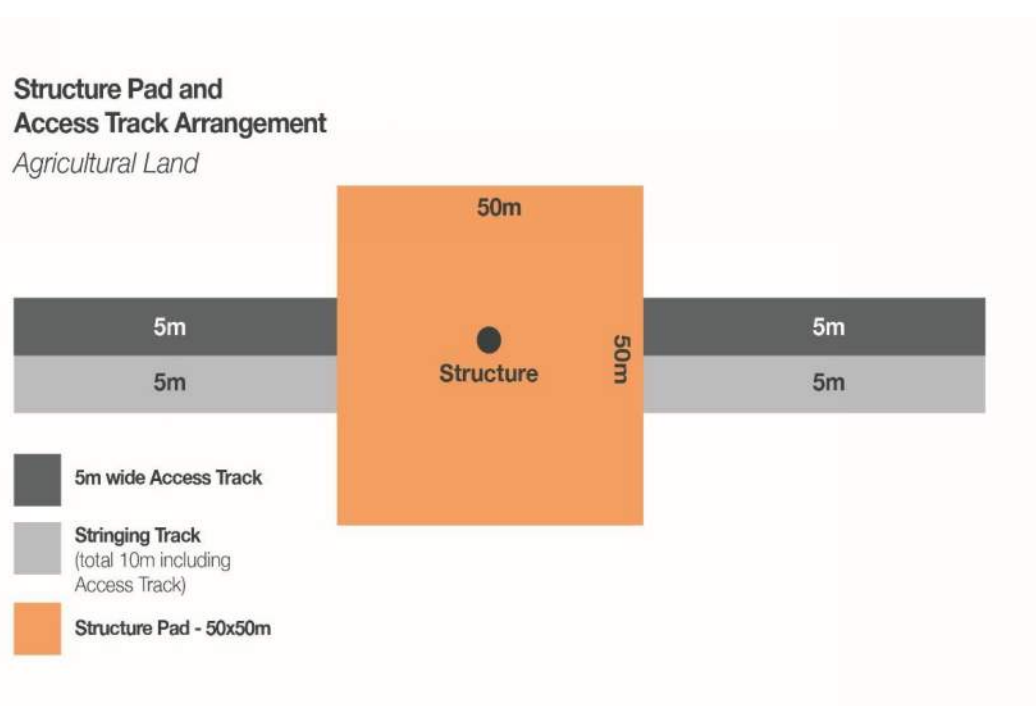 Structure Pad and
Access Track Arrangement
Agricultural Land
50m
5m
5m
50m
Structure
5m
5m
5m wide Access Track
Stringing Track
(total 10m including
Access Track)
Structure Pad - 50x50m